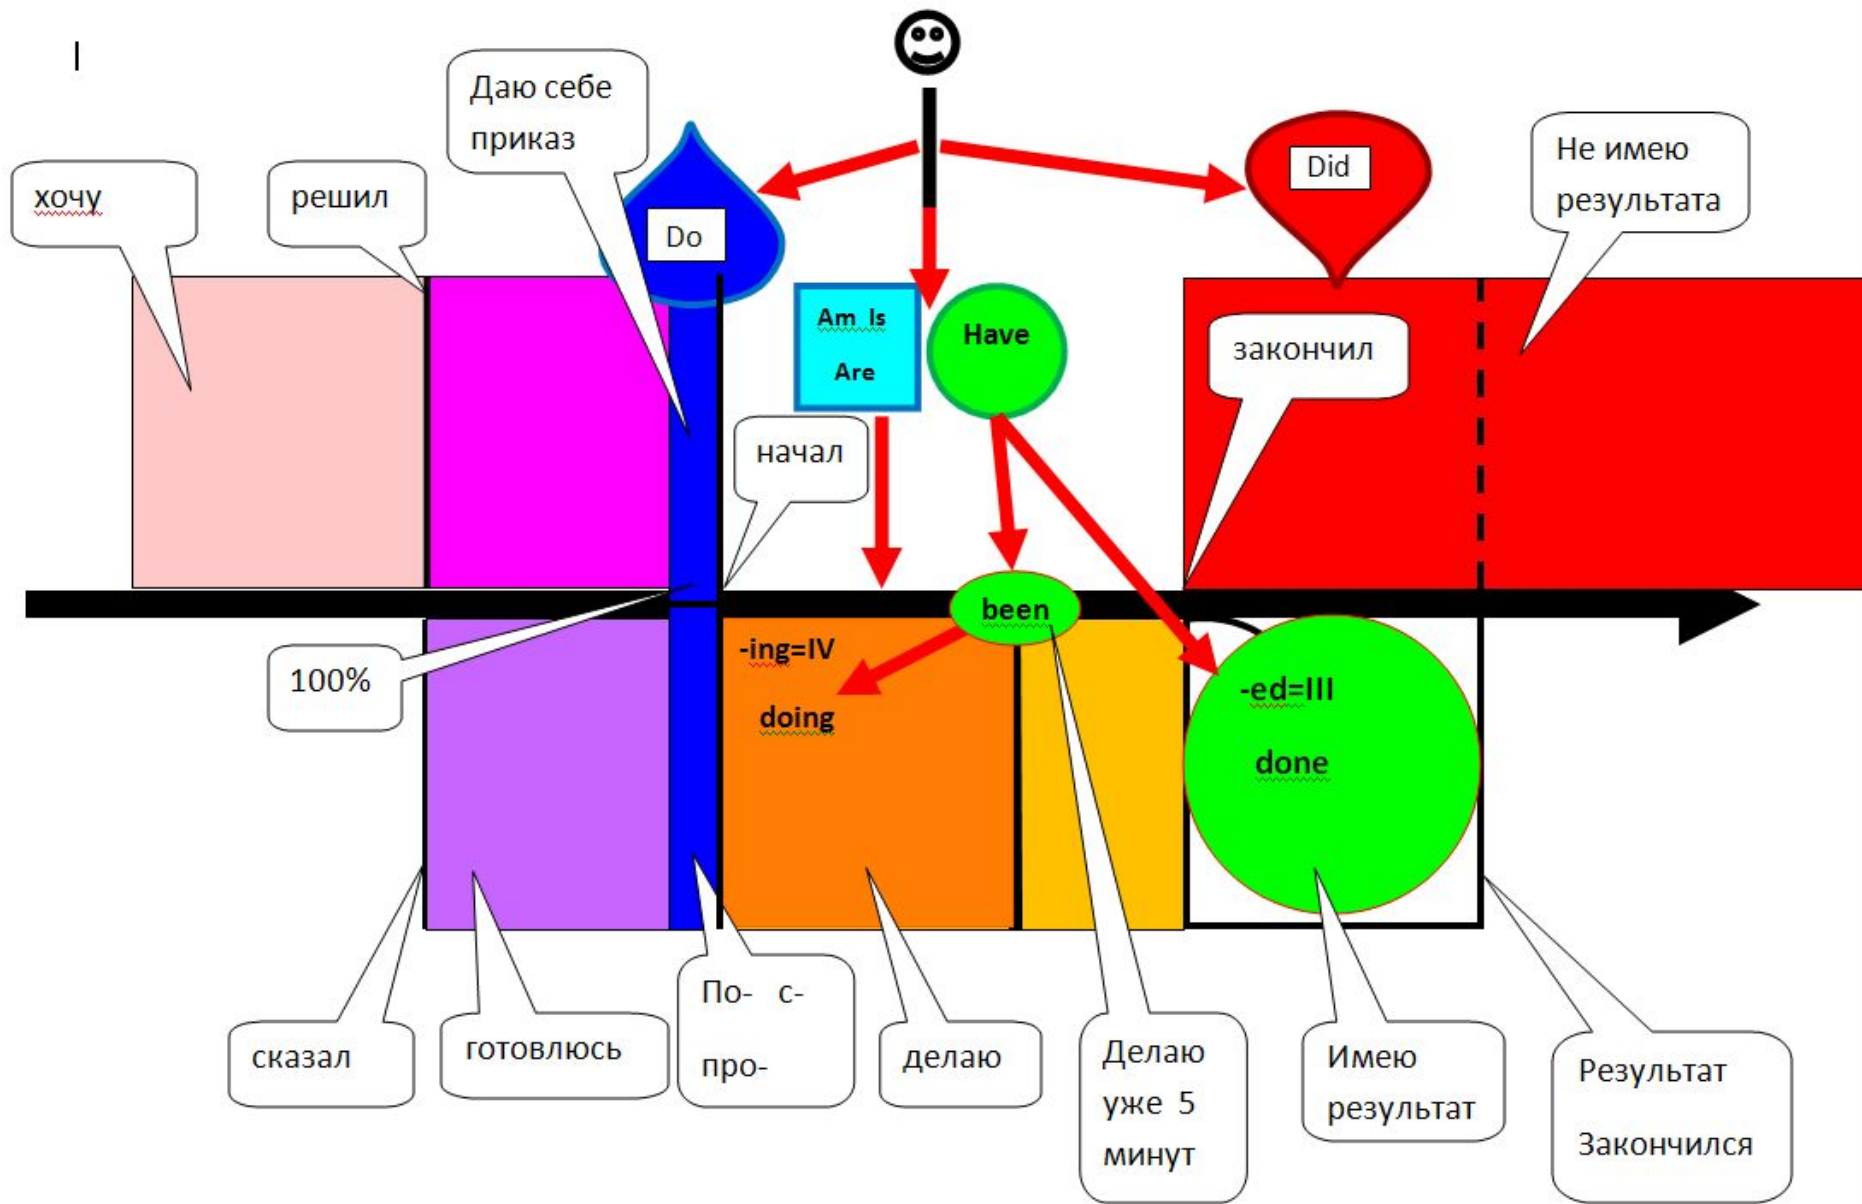 Даю себе
приказ
хочу
решил
Do
Did
Не имею
результата
Am Is
Are
Have
закончил
начал
been
100%
-ing=IV
doing
-ed=III
done
сказал
готовлюсь
По- с-
про-
делаю
Делаю
уже 5
минут
Имею
результат
Результат
Закончился